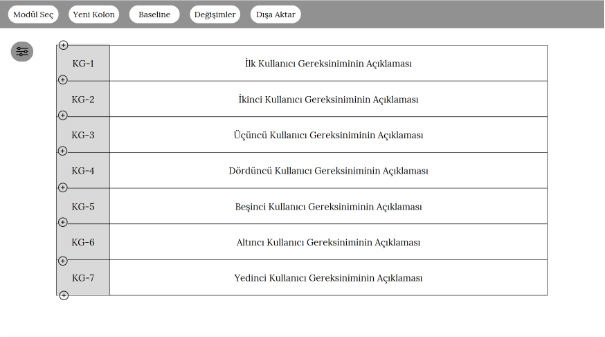 Modül Seç Yeni Kolon Baseline Değişimler Dışa Aktar
KG-1 İlk Kullanıcı Gereksiniminin Açıklaması
KG-2 İkinci Kullanıcı Gereksiniminin Açıklaması
KG-3 Üçüncü Kullanıcı Gereksiniminin Açıklaması
KG-4 Dördüncü Kullanıcı Gereksiniminin Açıklaması
KG-5 Beşinci Kullanıcı Gereksiniminin Açıklaması
KG-6 Altıncı Kullanıcı Gereksiniminin Açıklaması
KG-7 Yedinci Kullanıcı Gereksiniminin Açıklaması